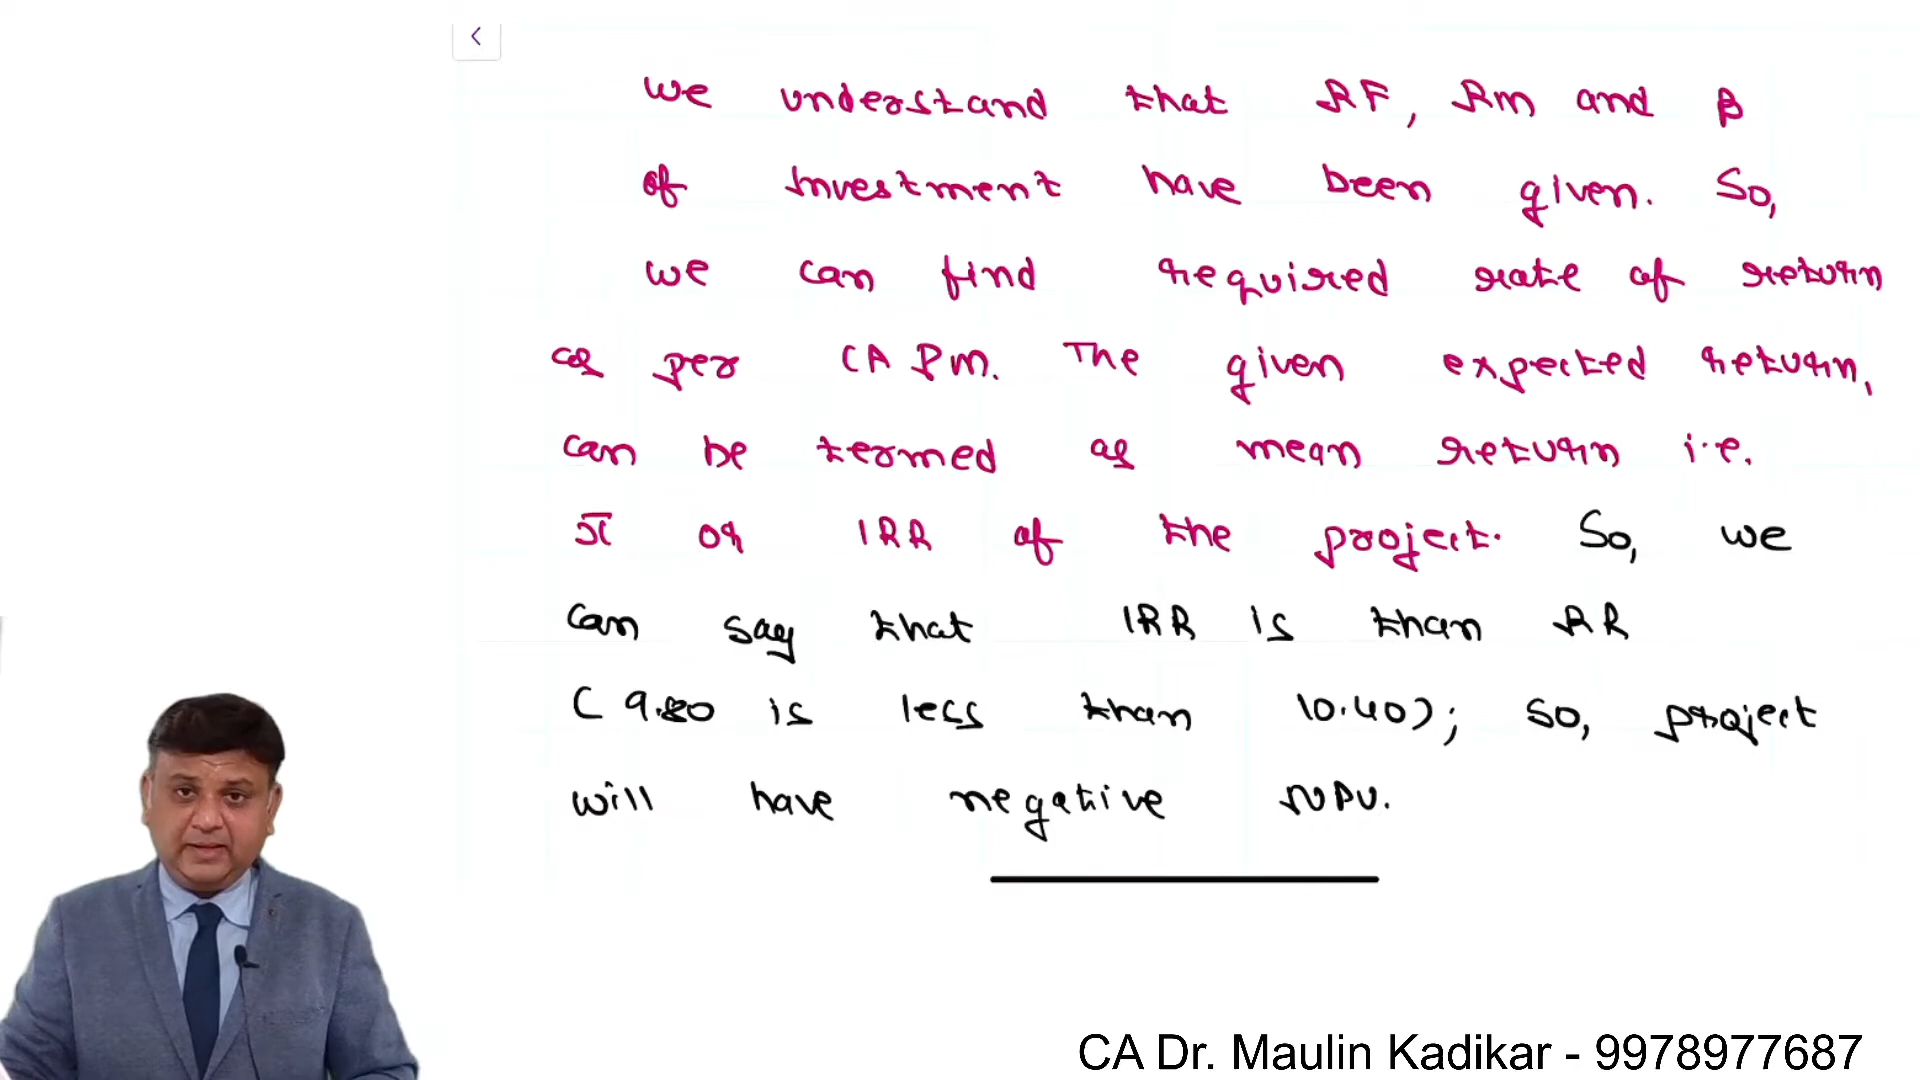 we understand that RF, Rm and β
of investment have been given. So,
we can find required rate of return
as per CAPM. The given expected return,
can be termed as mean return i.e.
x̄ or IRR of the project. So, we
can say that IRR is than RR
(9.80 is less than 10.40); so, project
will have negative NPV.
CA Dr. Maulin Kadikar - 9978977687